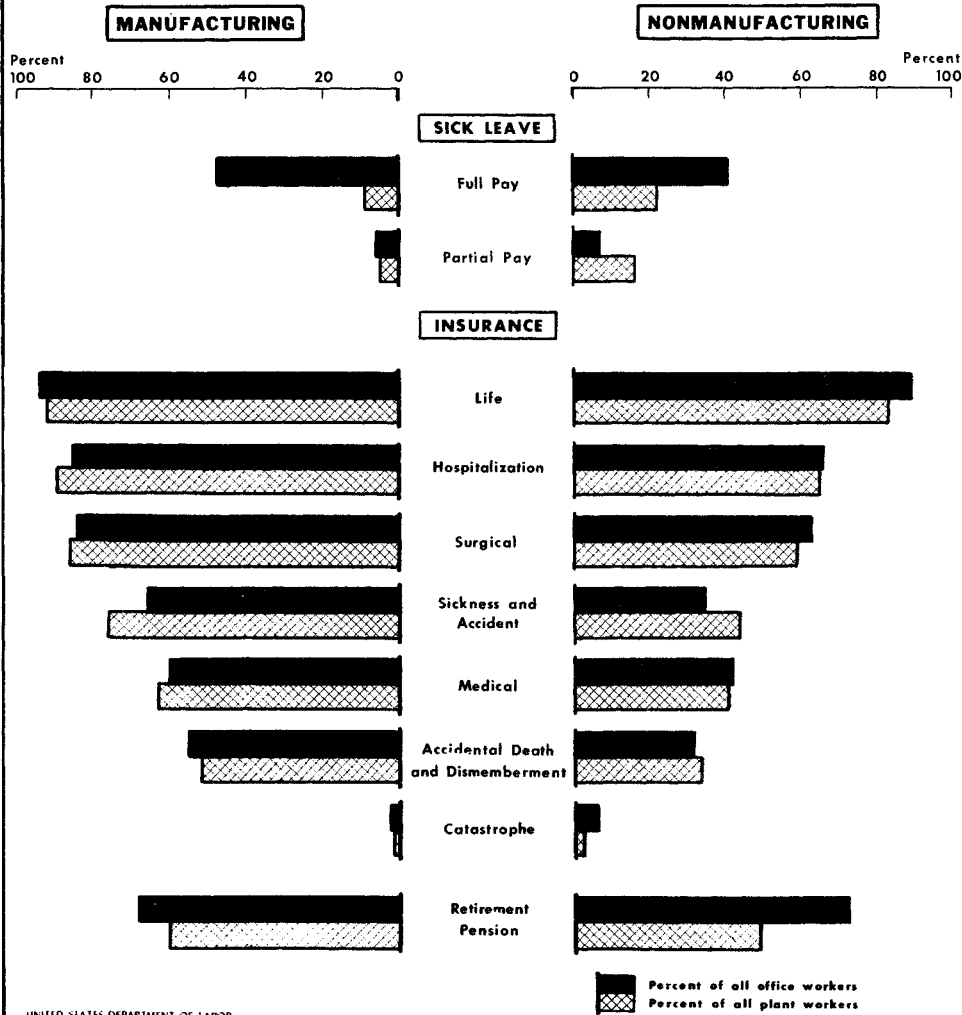 MANUFACTURING
NONMANUFACTURING
Percent
Percent
100 80 60 40 20 0
0 20 40 60 80 100
SICK LEAVE
Full Pay
Partial Pay
INSURANCE
Life
Hospitalization
Surgical
Sickness and
Accident
Medical
Accidental Death
and Dismemberment
Catastrophe
Retirement
Pension
Percent of all office workers
Percent of all plant workers
UNITED STATES DEPARTMENT OF LABOR